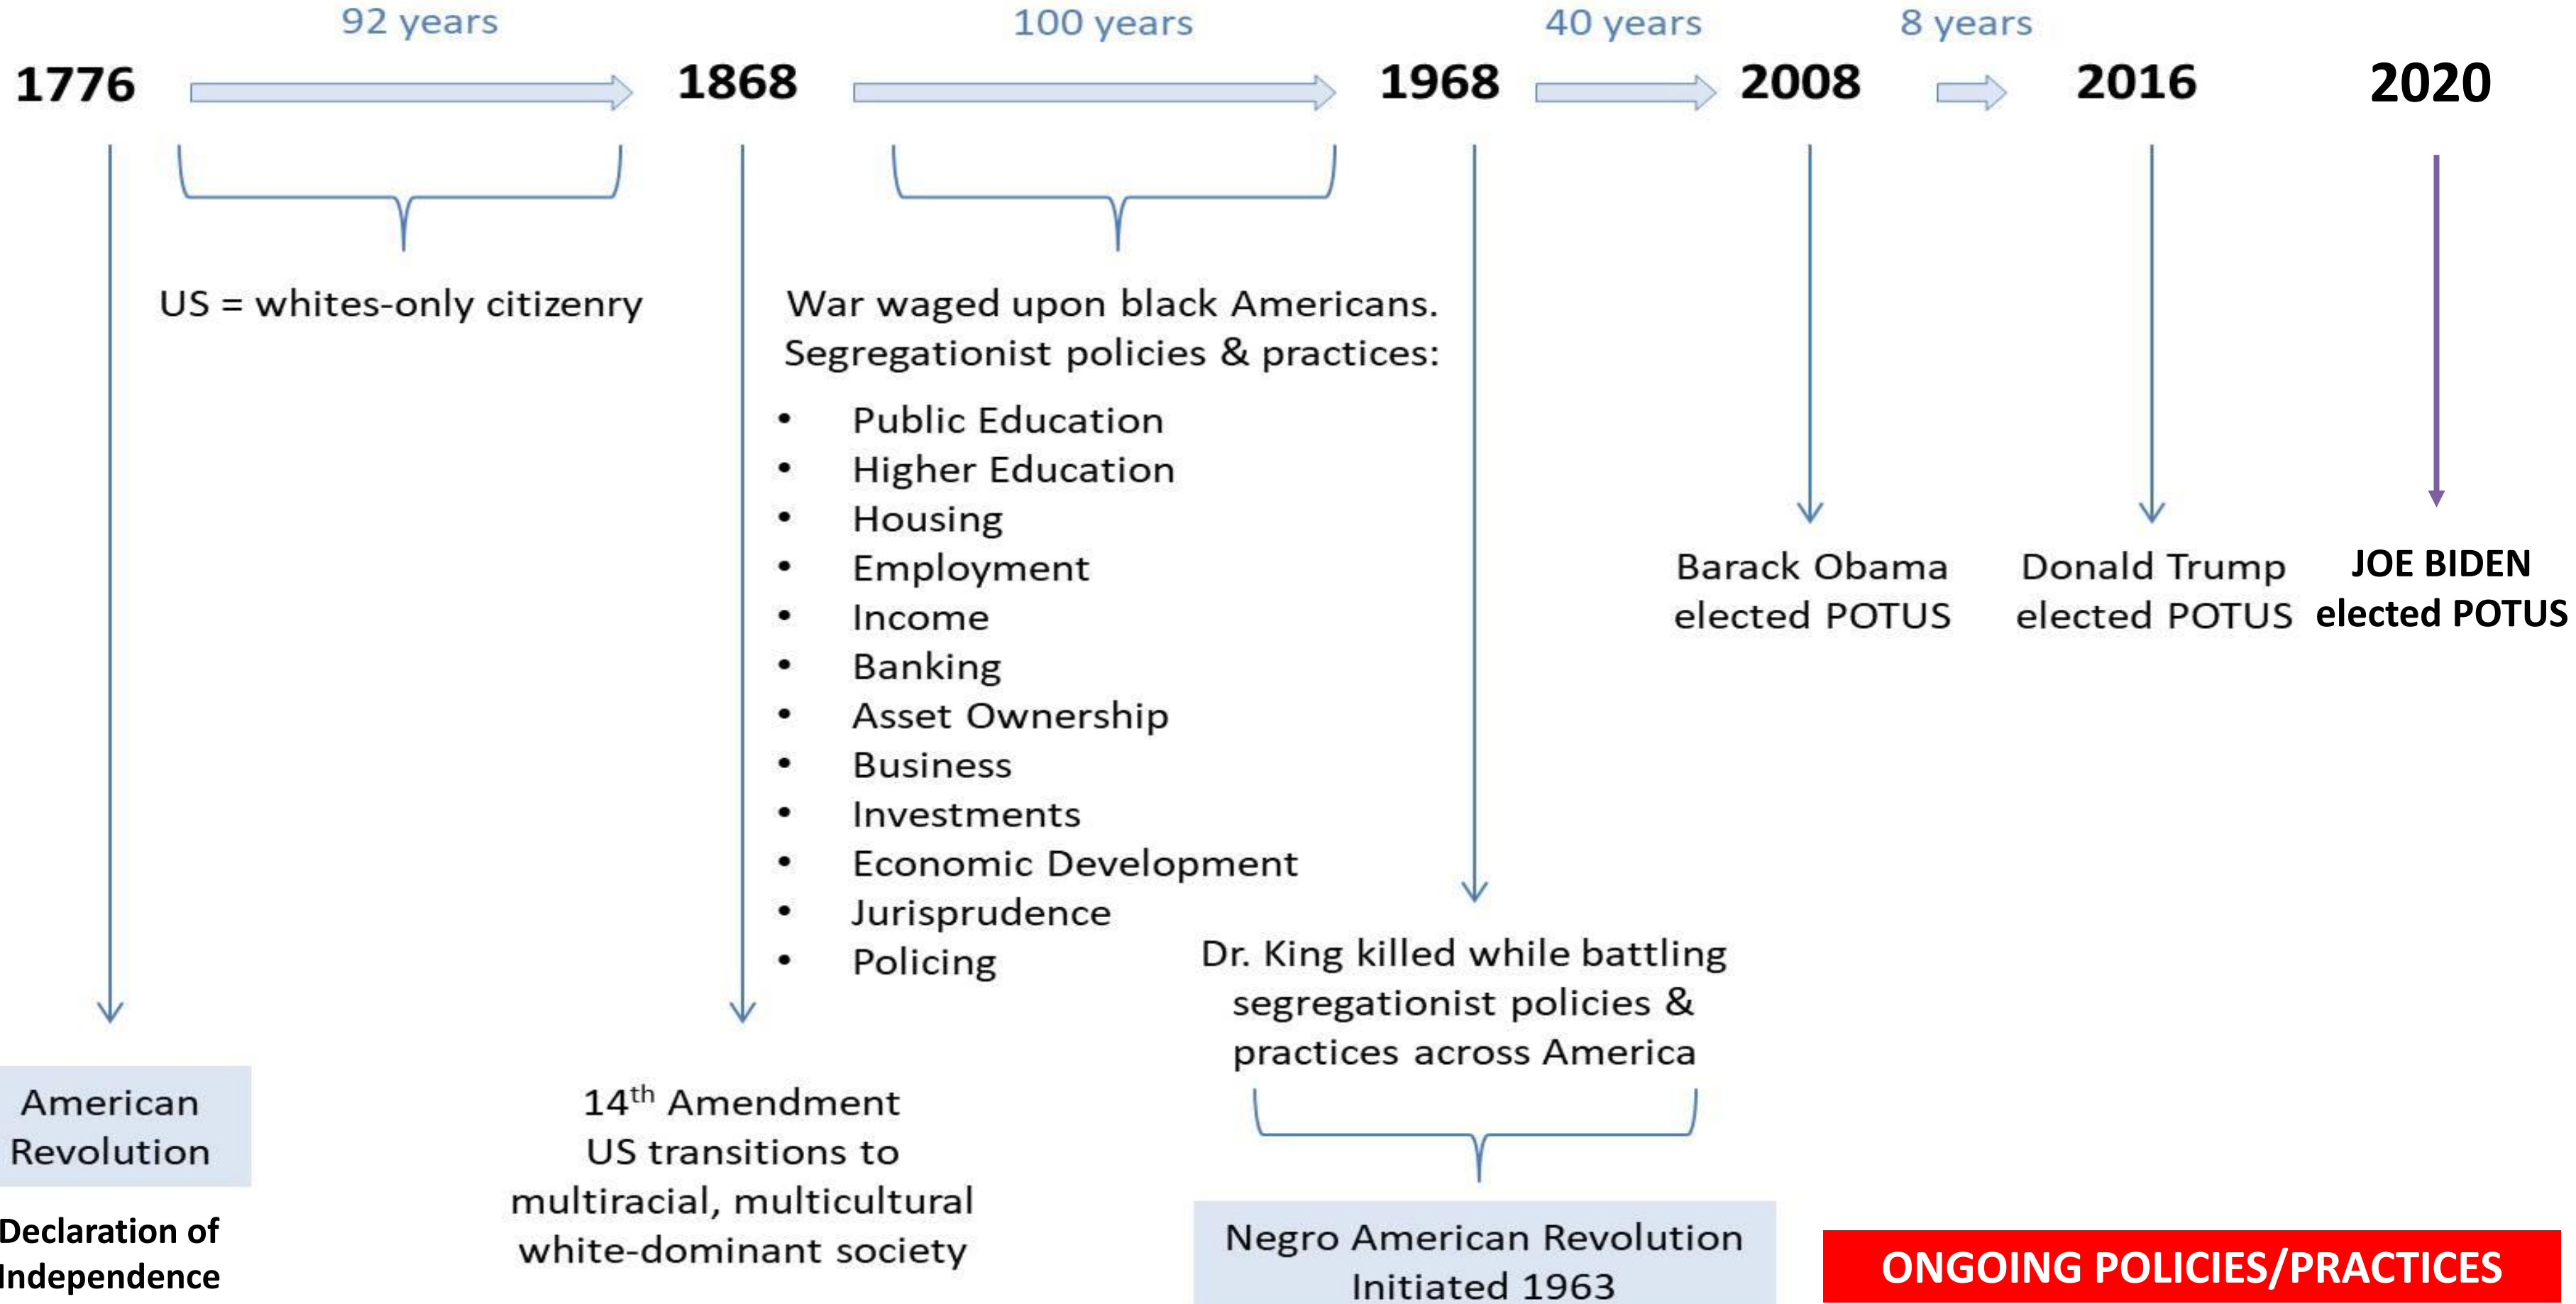 92 years
100 years
40 years
8 years
1776
1868
1968
2008
2016
2020
US = whites-only citizenry
War waged upon black Americans.
Segregationist policies & practices:
• Public Education
• Higher Education
• Housing
• Employment
• Income
• Banking
• Asset Ownership
• Business
• Investments
• Economic Development
• Jurisprudence
• Policing
Barack Obama
elected POTUS
Donald Trump
elected POTUS
JOE BIDEN
elected POTUS
Dr. King killed while battling
segregationist policies &
practices across America
American
Revolution
Declaration of
Independence
14th Amendment
US transitions to
multiracial, multicultural
white-dominant society
Negro American Revolution
Initiated 1963
ONGOING POLICIES/PRACTICES